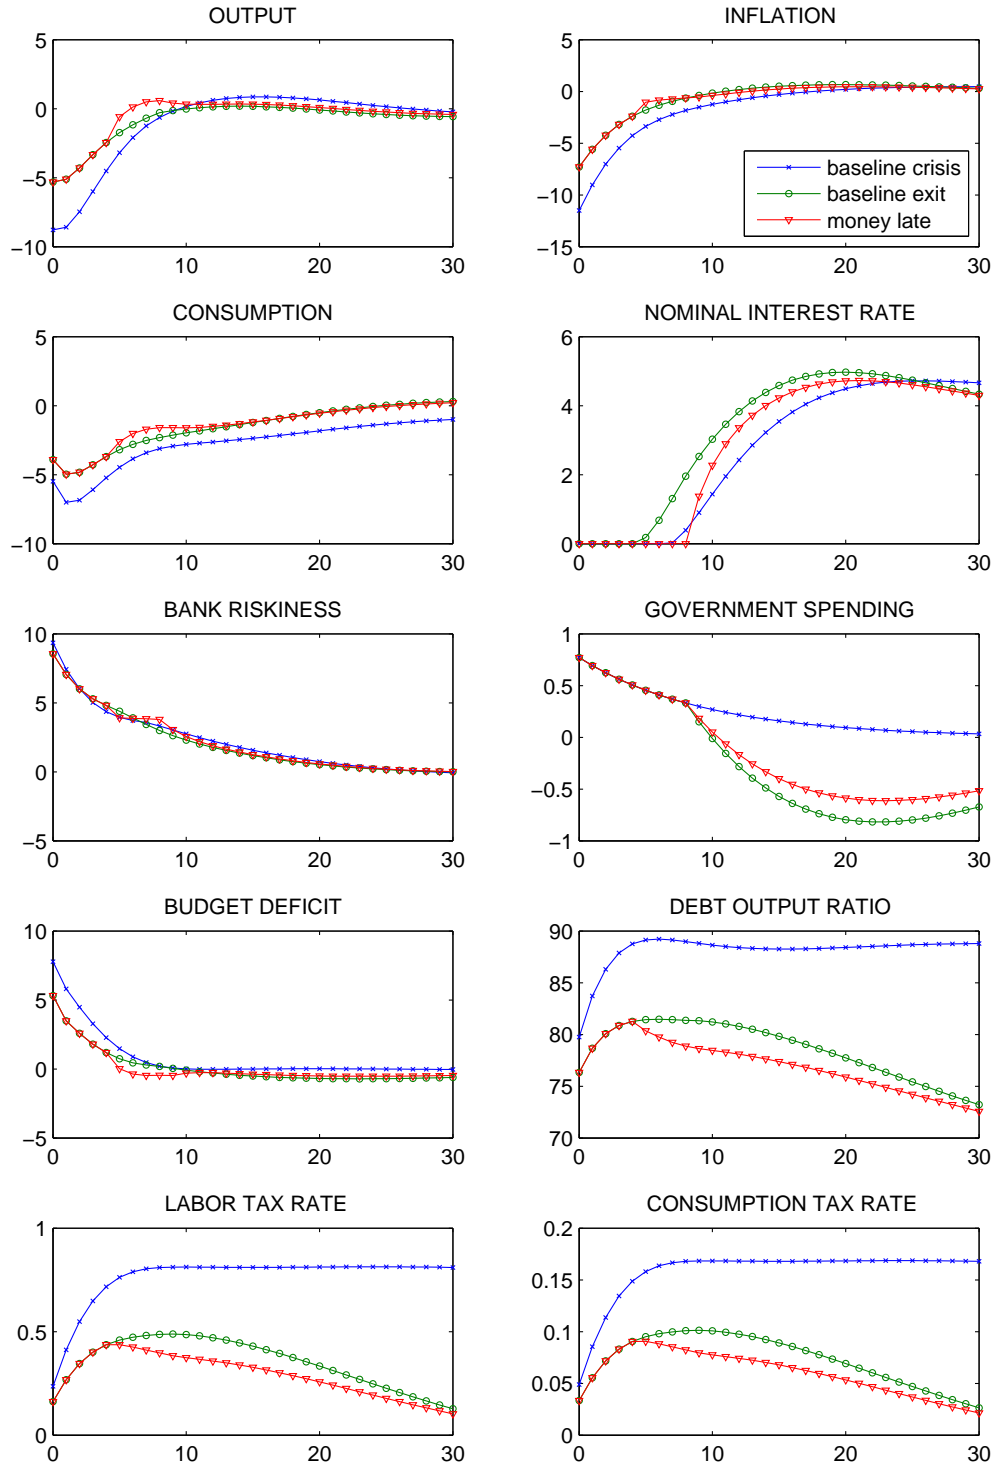 OUTPUT
5
0
−5
−10
0 10 20 30
INFLATION
5
0
−5
−10
−15
0 10 20 30
baseline crisis
baseline exit
money late
CONSUMPTION
5
0
−5
−10
0 10 20 30
NOMINAL INTEREST RATE
6
4
2
0
0 10 20 30
BANK RISKINESS
10
5
0
−5
0 10 20 30
GOVERNMENT SPENDING
1
0.5
0
−0.5
−1
0 10 20 30
BUDGET DEFICIT
10
5
0
−5
0 10 20 30
DEBT OUTPUT RATIO
90
85
80
75
70
0 10 20 30
LABOR TAX RATE
1
0.5
0
0 10 20 30
CONSUMPTION TAX RATE
0.2
0.15
0.1
0.05
0
0 10 20 30